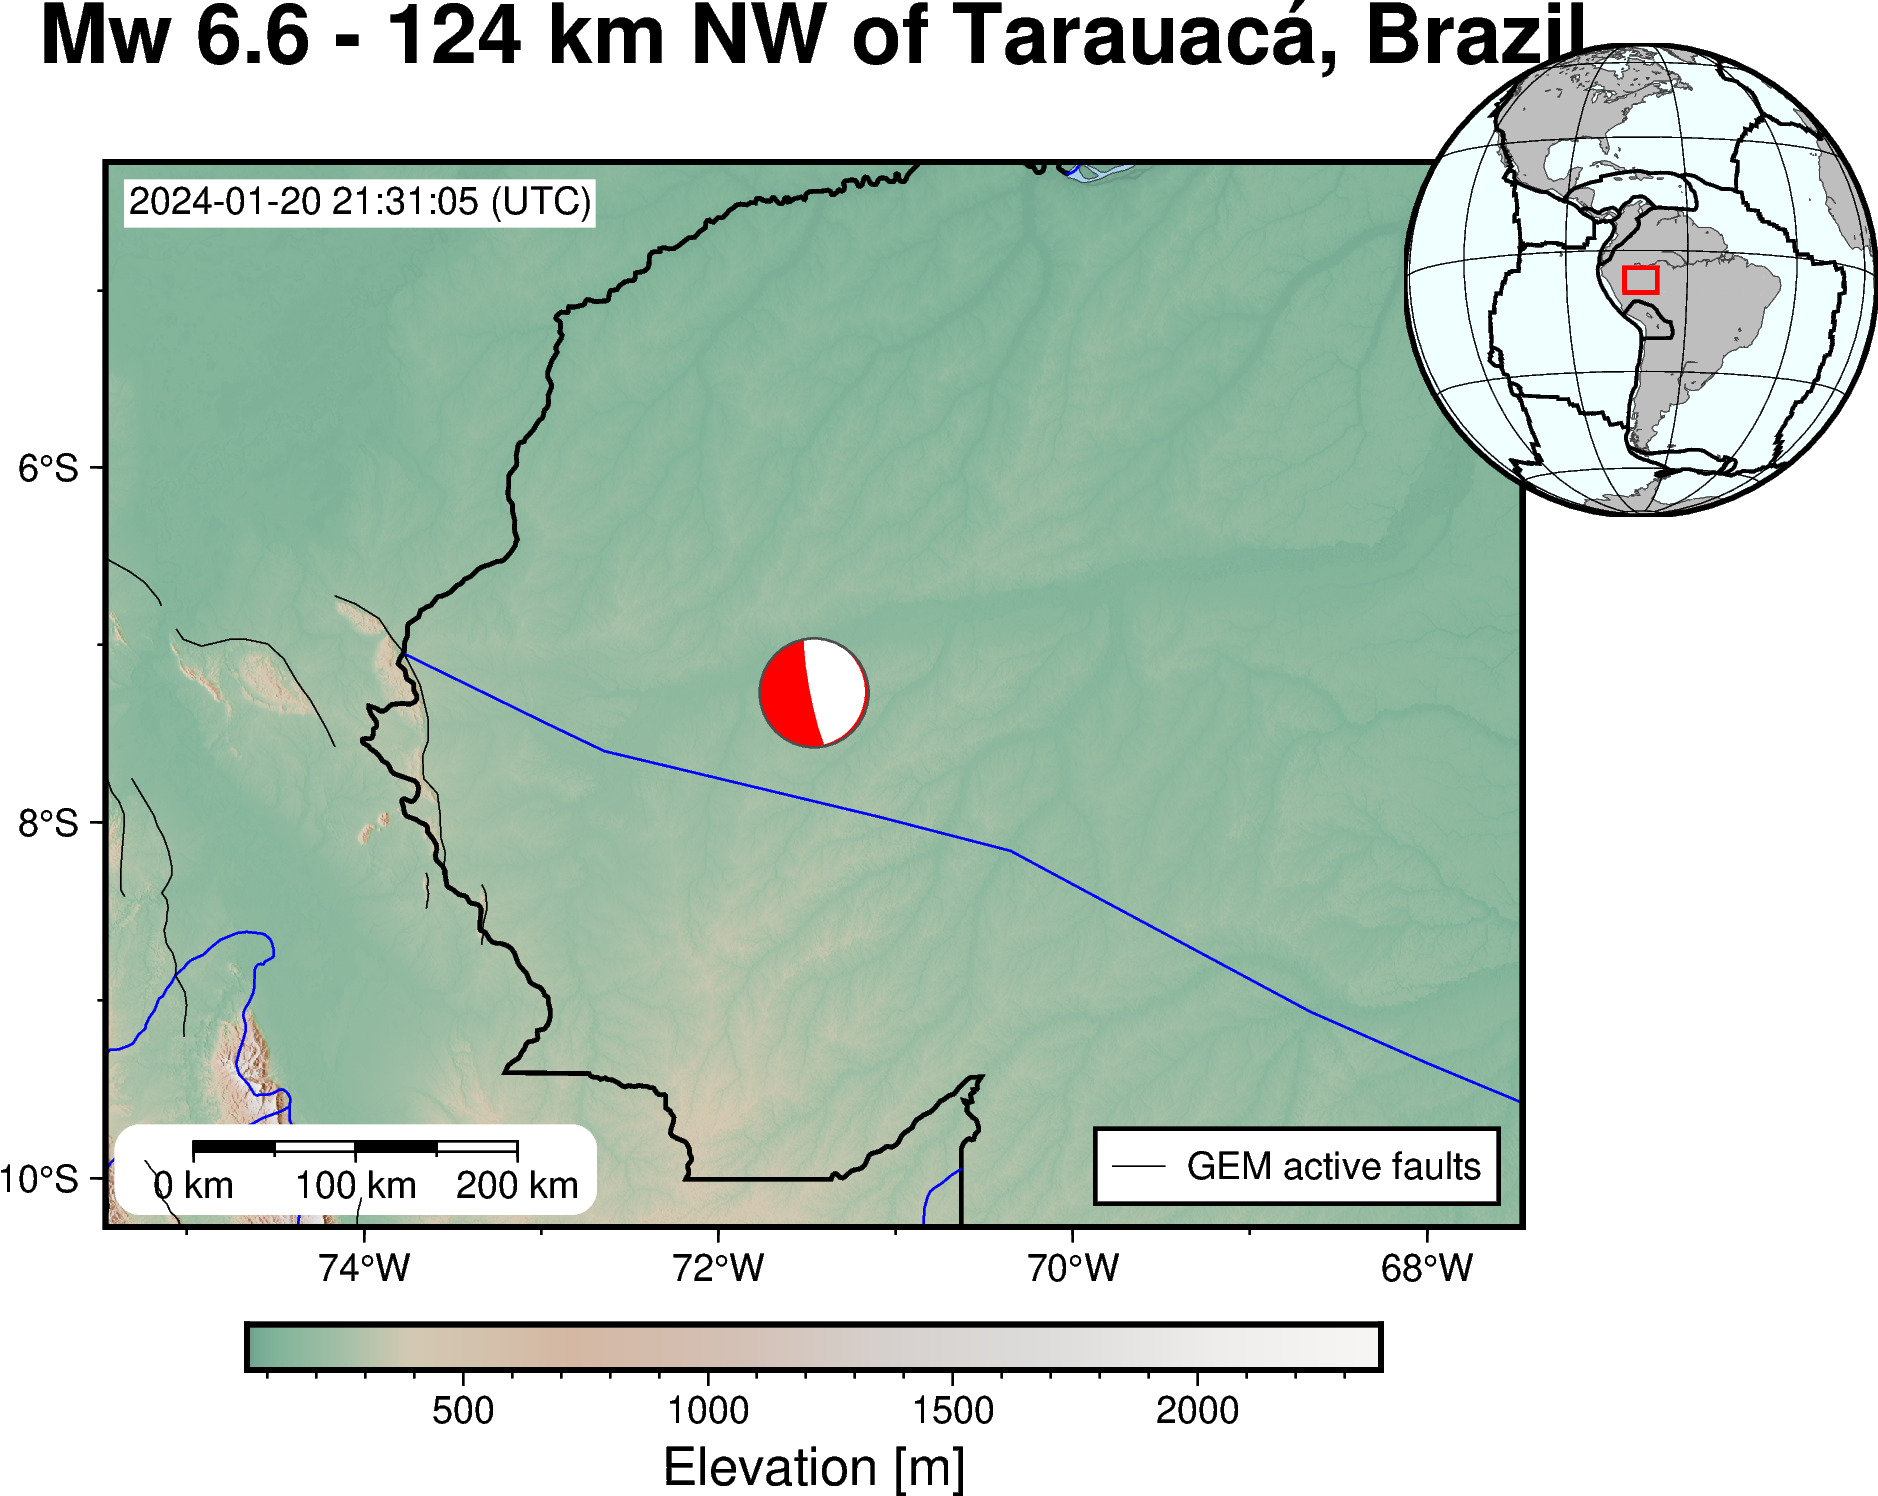 Mw 6.6 - 124 km NW of Tarauacá, Brazil
2024-01-20 21:31:05 (UTC)
6°S
8°S
10°S
0 km 100 km 200 km
GEM active faults
74°W 72°W 70°W 68°W
500 1000 1500 2000
Elevation [m]